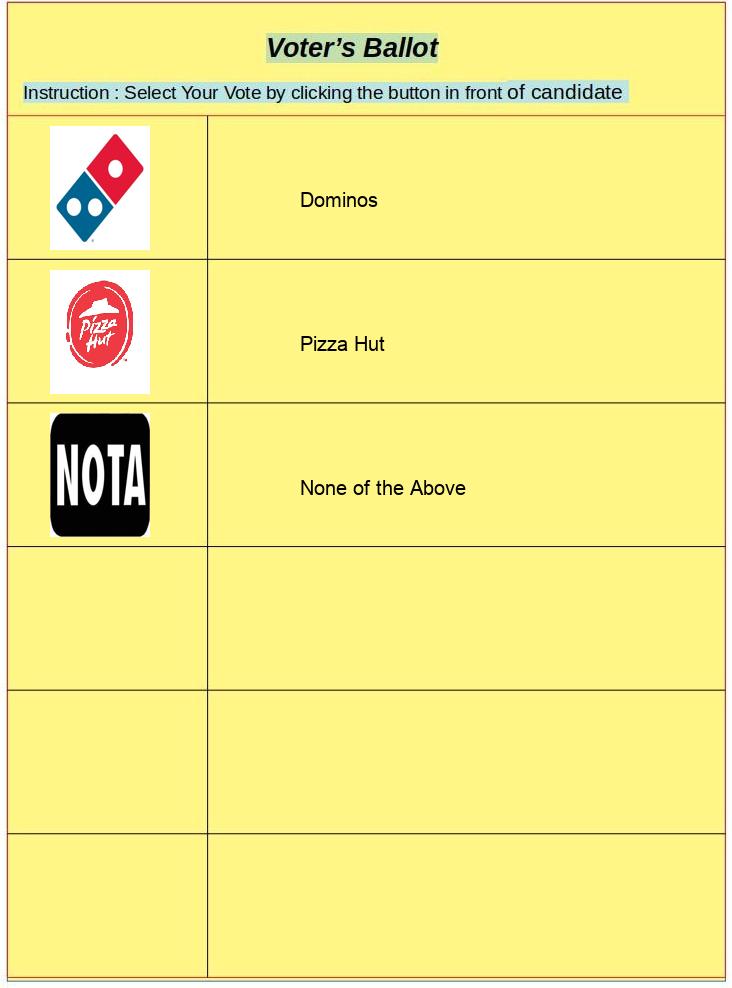 Voter’s Ballot
Instruction : Select Your Vote by clicking the button in front of candidate
Dominos
Pizza
Hut
Pizza Hut
NOTA
None of the Above